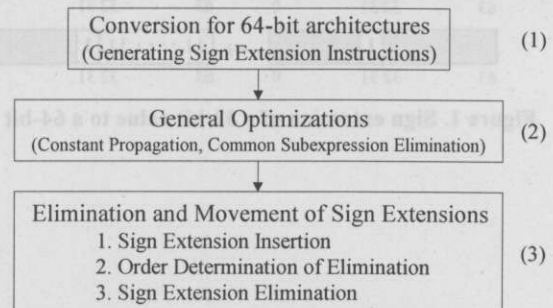 Conversion for 64-bit architectures
(Generating Sign Extension Instructions)
(1)
General Optimizations
(Constant Propagation, Common Subexpression Elimination)
(2)
Elimination and Movement of Sign Extensions
1. Sign Extension Insertion
2. Order Determination of Elimination
3. Sign Extension Elimination
(3)